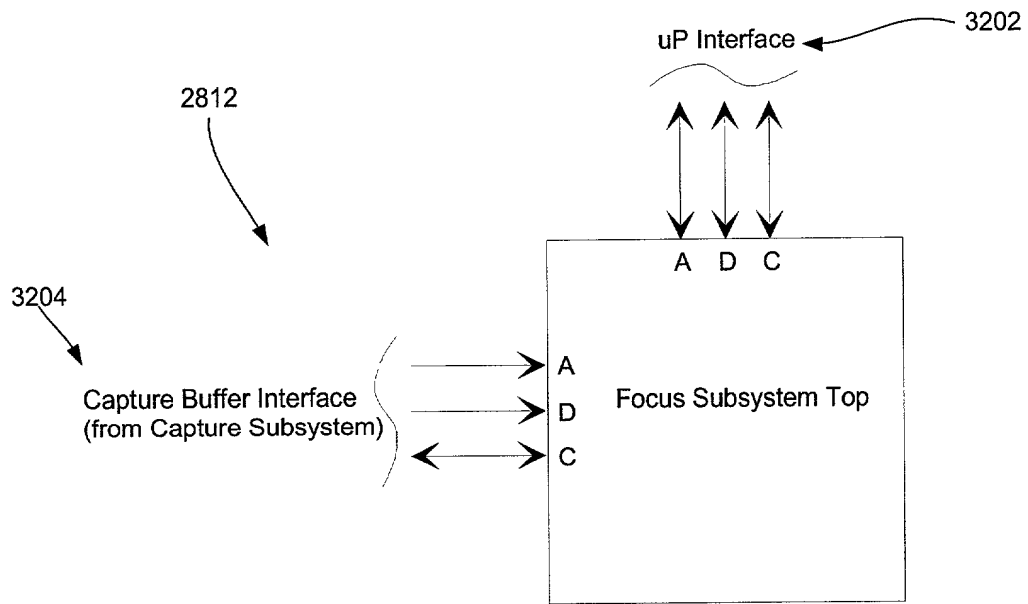 3202
uP Interface
2812
A D C
3204
A
Capture Buffer Interface
(from Capture Subsystem)
D
Focus Subsystem Top
C